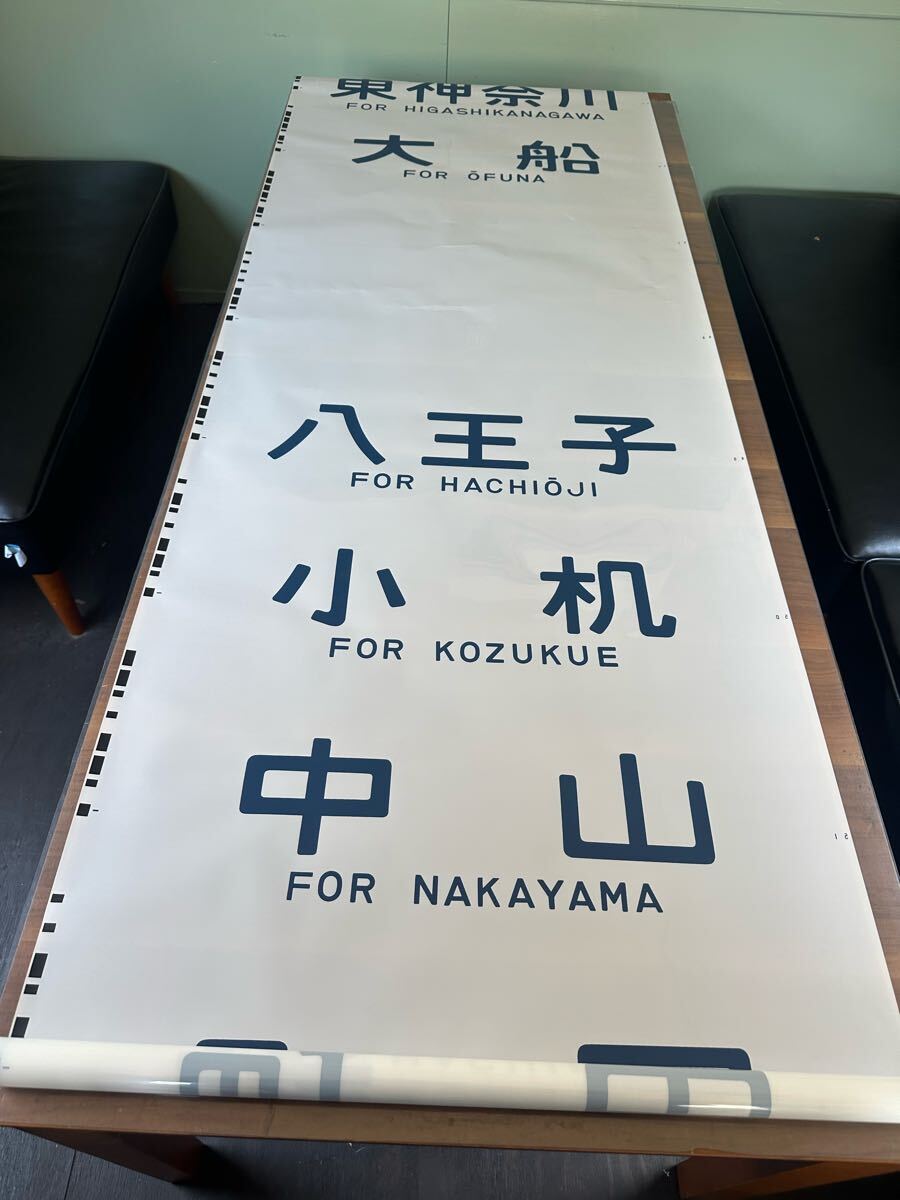 東神奈川
FOR HIGASHIKANAGAWA
大船
FOR ŌFUNA
八王子
FOR HACHIŌJI
小机
FOR KOZUKUE
中山
FOR NAKAYAMA